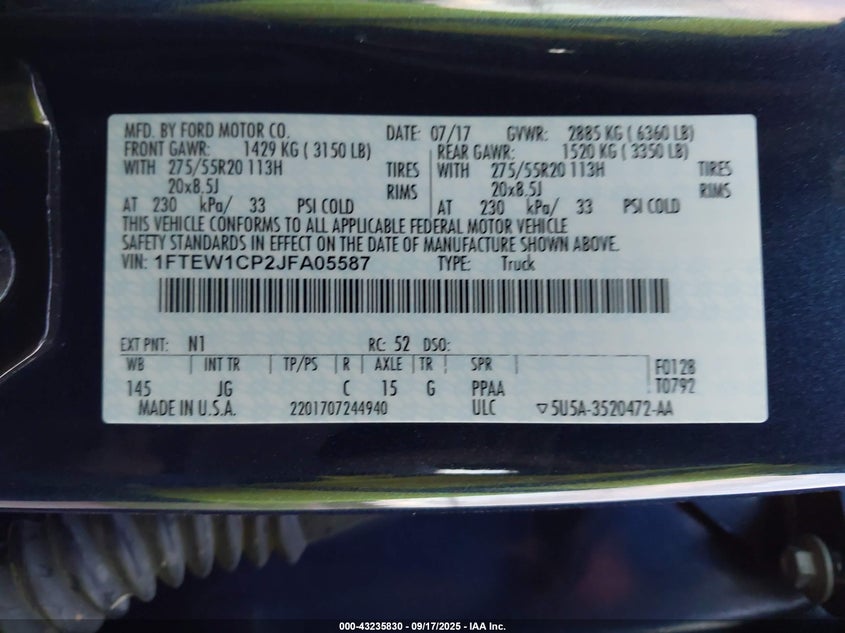 MFD. BY FORD MOTOR CO. DATE: 07/17 GVWR: 2885 KG ( 6360 LB)
FRONT GAWR: 1429 KG ( 3150 LB) REAR GAWR: 1520 KG ( 3350 LB)
WITH 275/55R20 113H TIRES WITH 275/55R20 113H TIRES
20x8.5J RIMS 20x8.5J RIMS
AT 230 kPa/ 33 PSI COLD AT 230 kPa/ 33 PSI COLD
THIS VEHICLE CONFORMS TO ALL APPLICABLE FEDERAL MOTOR VEHICLE
SAFETY STANDARDS IN EFFECT ON THE DATE OF MANUFACTURE SHOWN ABOVE.
VIN: 1FTEW1CP2JFA05587 TYPE: Truck
EXT PNT: N1 RC: 52 DSO:
WB INT TR TP/PS R AXLE TR SPR F0128
145 JG C 15 G PPAA T0792
MADE IN U.S.A. 2201707244940 ULC ▽5U5A-3520472-AA
000-43235830 - 09/17/2025 - IAA Inc.